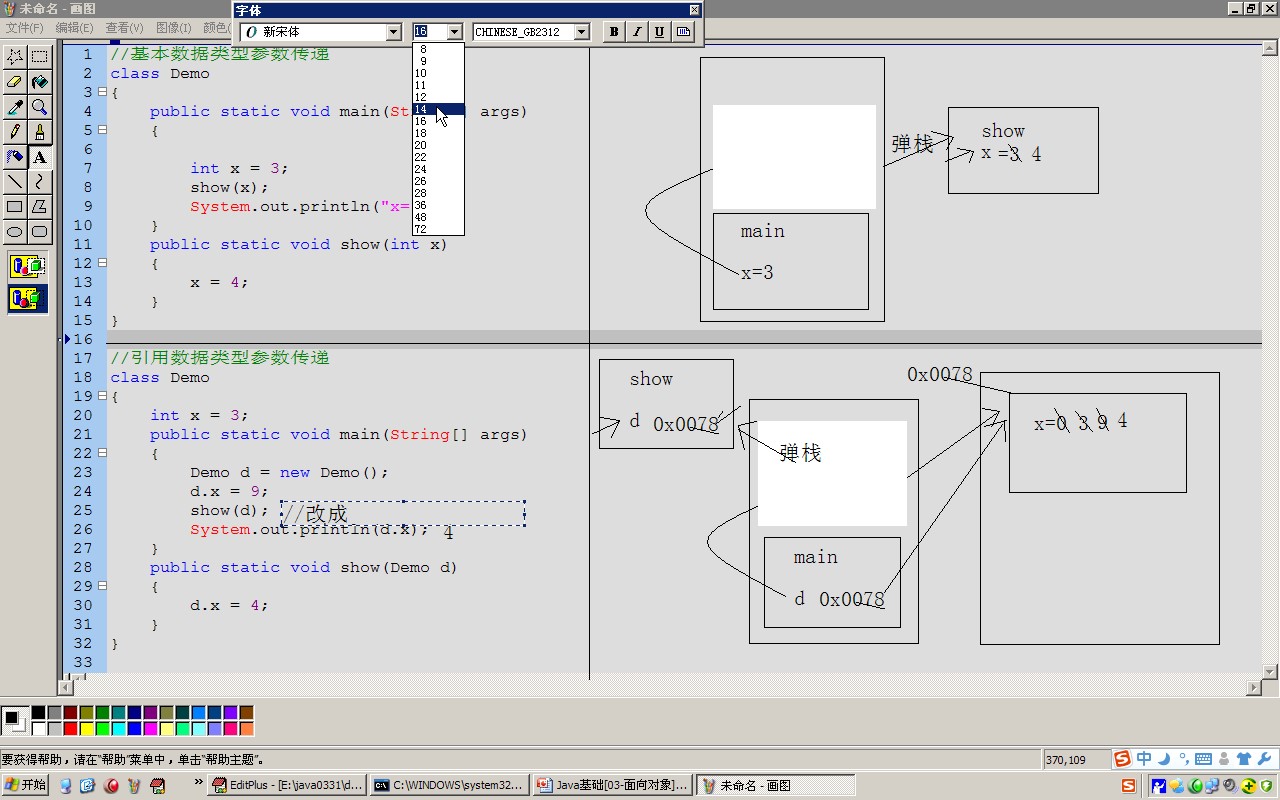 未命名 - 画图
字体
文件(F) 编辑(E) 查看(V) 图像(I) 颜色(
新宋体 16 CHINESE_GB2312 B I U
8
9
10
11
12
14
16
18
20
22
24
26
28
36
48
72
1 //基本数据类型参数传递
2 class Demo
3 {
4 public static void main(St args)
5 {
6
7 int x = 3;
8 show(x);
9 System.out.println("x=
10 }
11 public static void show(int x)
12 {
13 x = 4;
14 }
15 }
16
17 //引用数据类型参数传递
18 class Demo
19 {
20 int x = 3;
21 public static void main(String[] args)
22 {
23 Demo d = new Demo();
24 d.x = 9;
25 show(d); //改成
26 System.out.println(d.x); 4
27 }
28 public static void show(Demo d)
29 {
30 d.x = 4;
31 }
32 }
33
弹栈
show
x =3 4
main
x=3
show
d 0x0078
弹栈
main
d 0x0078
0x0078
x=0 3 9 4
要获得帮助，请在“帮助”菜单中，单击“帮助主题”。
370,109
中
开始
EditPlus - [E:\java0331\d...
C:\WINDOWS\system32...
Java基础[03-面向对象]...
未命名 - 画图